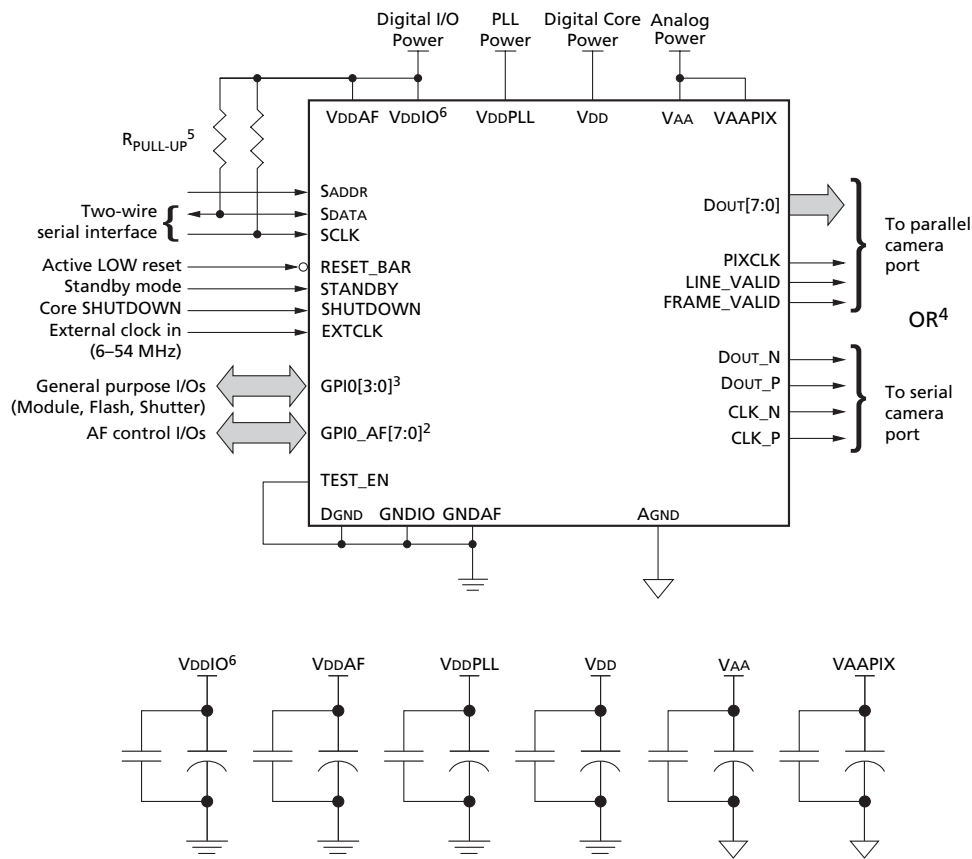 Digital I/O Power
PLL Power
Digital Core Power
Analog Power
VDDAF
VDDIO6
VDDPLL
VDD
VAA
VAAPIX
RPULL-UP5
SADDR
Two-wire serial interface {
SDATA
SCLK
Active LOW reset
RESET_BAR
Standby mode
STANDBY
Core SHUTDOWN
SHUTDOWN
External clock in
(6–54 MHz)
EXTCLK
General purpose I/Os
(Module, Flash, Shutter)
GPI0[3:0]3
AF control I/Os
GPI0_AF[7:0]2
TEST_EN
DGND
GNDIO
GNDAF
AGND
DOUT[7:0]
PIXCLK
LINE_VALID
FRAME_VALID
To parallel
camera
port
OR4
DOUT_N
DOUT_P
CLK_N
CLK_P
To serial
camera
port
VDDIO6
VDDAF
VDDPLL
VDD
VAA
VAAPIX